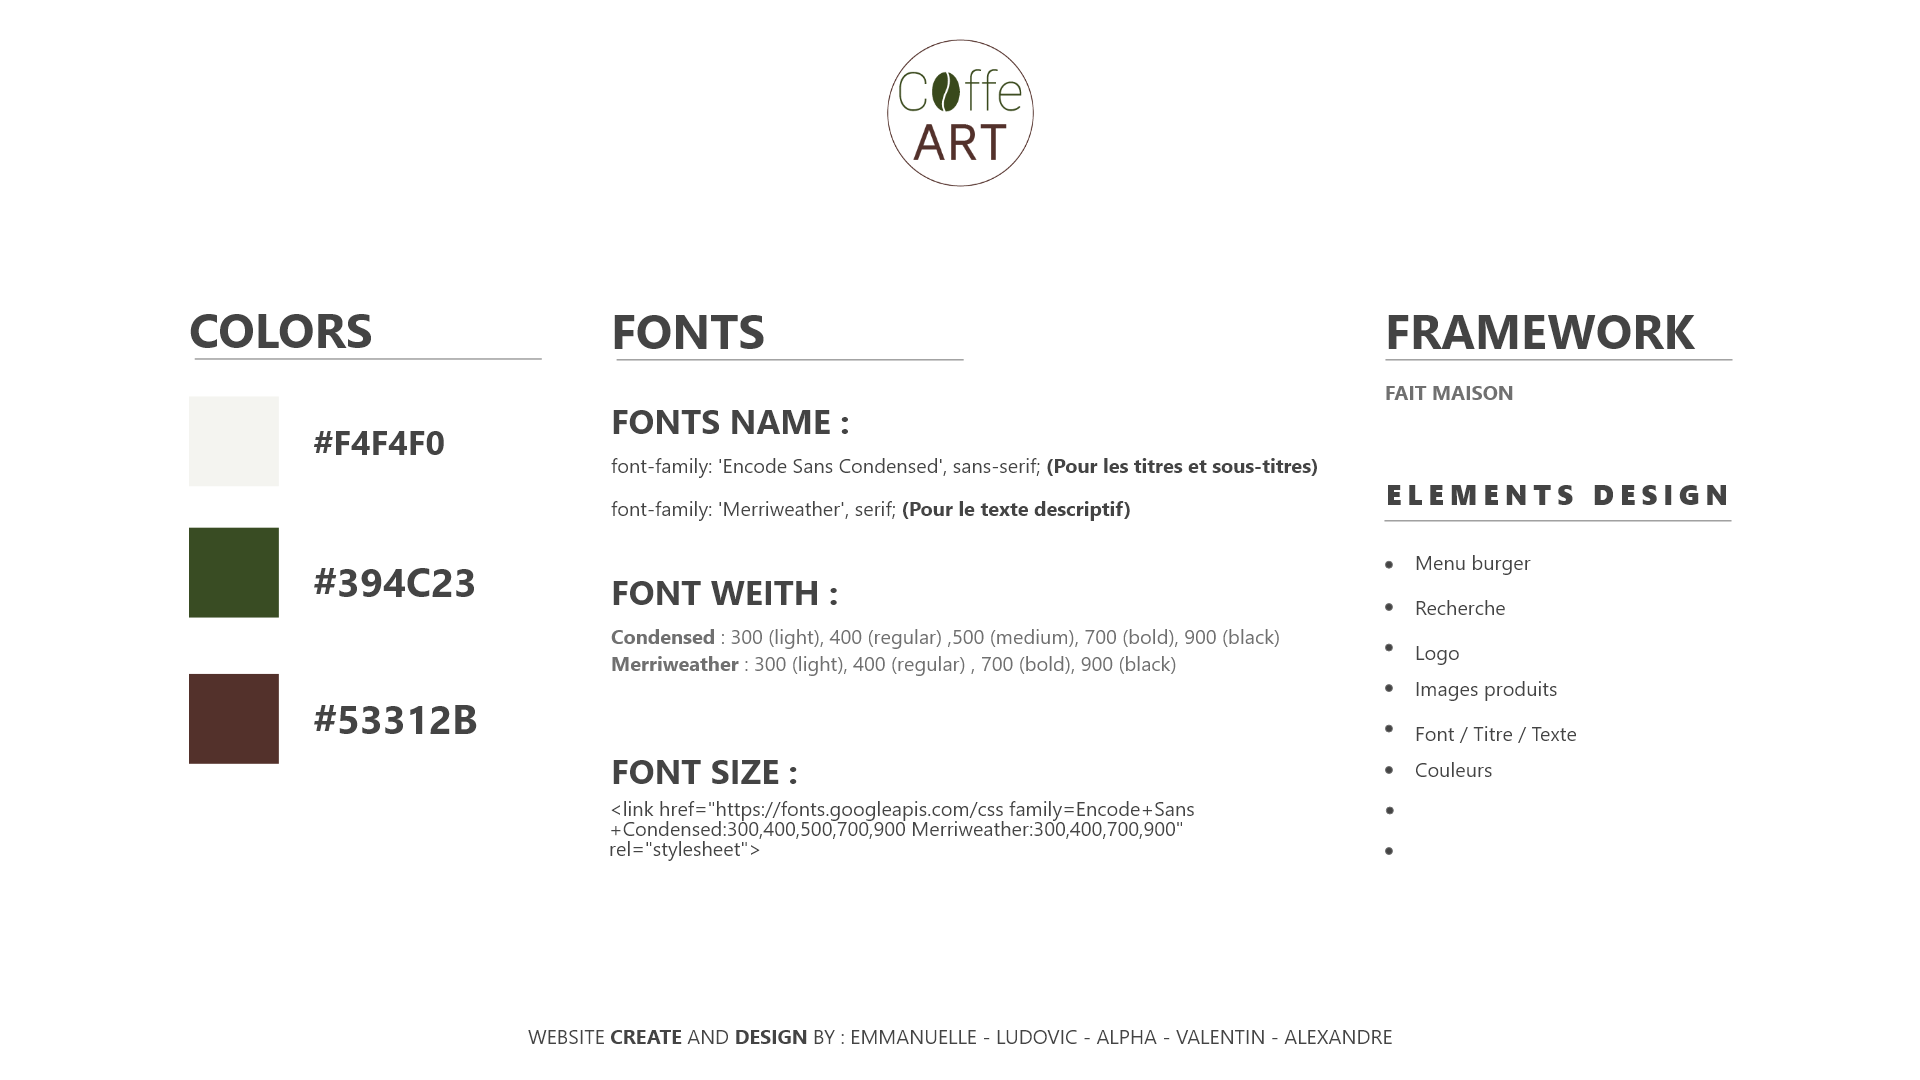 Coffe
ART
COLORS
#F4F4F0
#394C23
#53312B
FONTS
FONTS NAME :
font-family: 'Encode Sans Condensed', sans-serif; (Pour les titres et sous-titres)
font-family: 'Merriweather', serif; (Pour le texte descriptif)
FONT WEITH :
Condensed : 300 (light), 400 (regular) ,500 (medium), 700 (bold), 900 (black)
Merriweather : 300 (light), 400 (regular) , 700 (bold), 900 (black)
FONT SIZE :
<link href="https://fonts.googleapis.com/css family=Encode+Sans
+Condensed:300,400,500,700,900 Merriweather:300,400,700,900"
rel="stylesheet">
FRAMEWORK
FAIT MAISON
ELEMENTS DESIGN
• Menu burger
• Recherche
• Logo
• Images produits
• Font / Titre / Texte
• Couleurs
•
•
WEBSITE CREATE AND DESIGN BY : EMMANUELLE - LUDOVIC - ALPHA - VALENTIN - ALEXANDRE